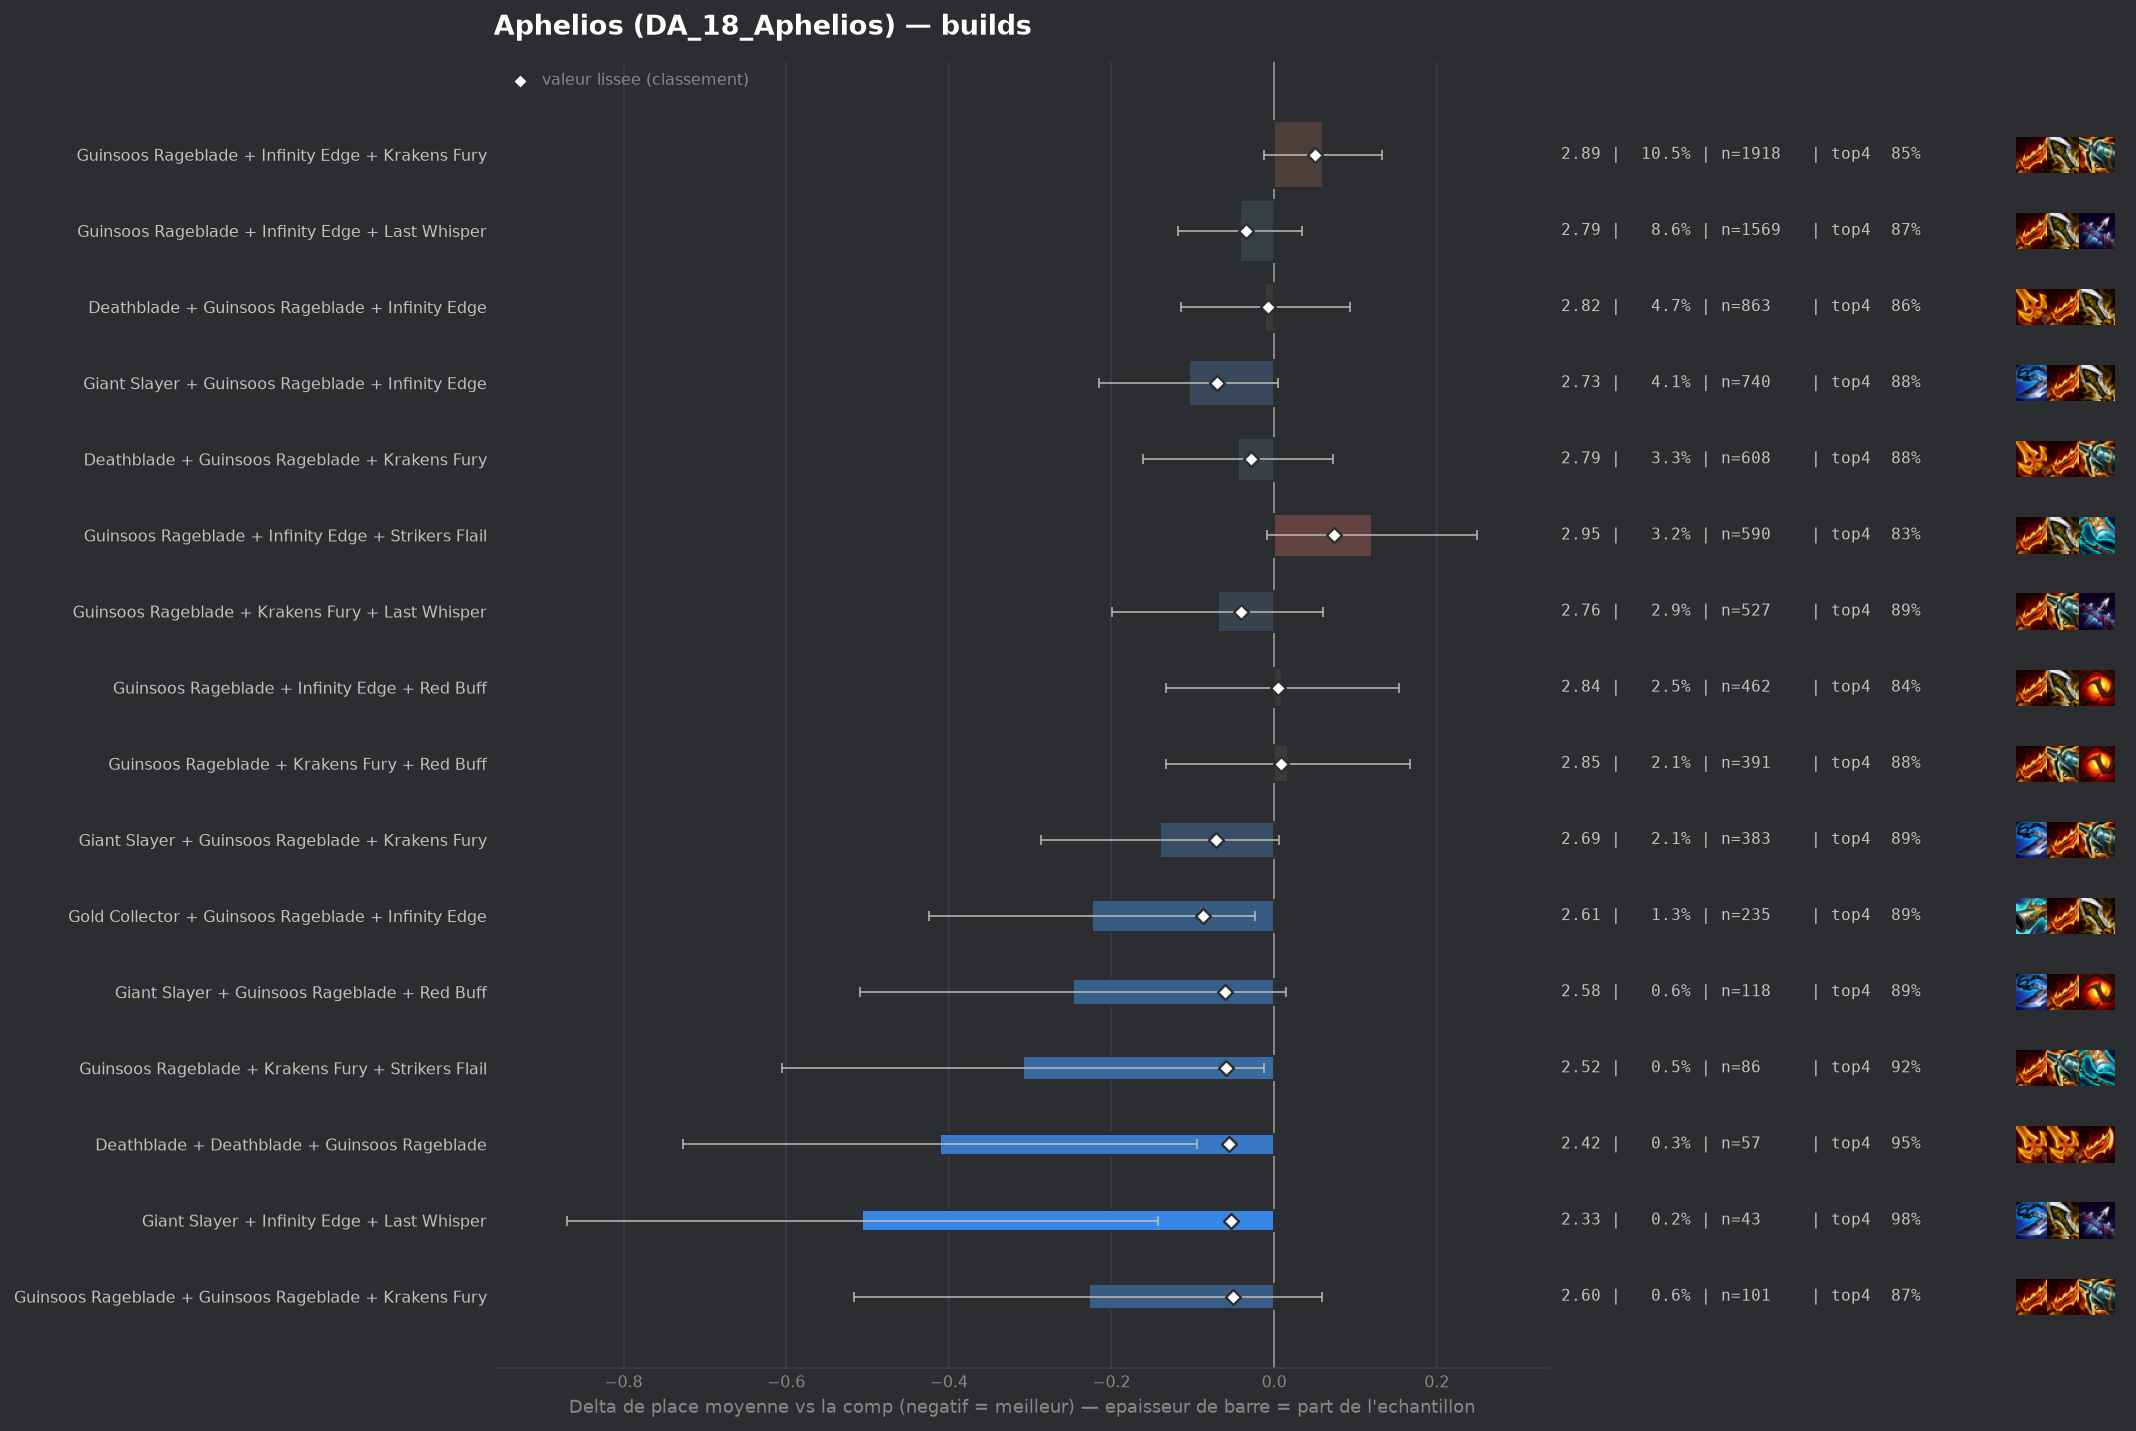 Aphelios (DA_18_Aphelios) — builds
valeur lissee (classement)
Guinsoos Rageblade + Infinity Edge + Krakens Fury 2.89 | 10.5% | n=1918 | top4 85%
Guinsoos Rageblade + Infinity Edge + Last Whisper 2.79 | 8.6% | n=1569 | top4 87%
Deathblade + Guinsoos Rageblade + Infinity Edge 2.82 | 4.7% | n=863 | top4 86%
Giant Slayer + Guinsoos Rageblade + Infinity Edge 2.73 | 4.1% | n=740 | top4 88%
Deathblade + Guinsoos Rageblade + Krakens Fury 2.79 | 3.3% | n=608 | top4 88%
Guinsoos Rageblade + Infinity Edge + Strikers Flail 2.95 | 3.2% | n=590 | top4 83%
Guinsoos Rageblade + Krakens Fury + Last Whisper 2.76 | 2.9% | n=527 | top4 89%
Guinsoos Rageblade + Infinity Edge + Red Buff 2.84 | 2.5% | n=462 | top4 84%
Guinsoos Rageblade + Krakens Fury + Red Buff 2.85 | 2.1% | n=391 | top4 88%
Giant Slayer + Guinsoos Rageblade + Krakens Fury 2.69 | 2.1% | n=383 | top4 89%
Gold Collector + Guinsoos Rageblade + Infinity Edge 2.61 | 1.3% | n=235 | top4 89%
Giant Slayer + Guinsoos Rageblade + Red Buff 2.58 | 0.6% | n=118 | top4 89%
Guinsoos Rageblade + Krakens Fury + Strikers Flail 2.52 | 0.5% | n=86 | top4 92%
Deathblade + Deathblade + Guinsoos Rageblade 2.42 | 0.3% | n=57 | top4 95%
Giant Slayer + Infinity Edge + Last Whisper 2.33 | 0.2% | n=43 | top4 98%
Guinsoos Rageblade + Guinsoos Rageblade + Krakens Fury 2.60 | 0.6% | n=101 | top4 87%
−0.8 −0.6 −0.4 −0.2 0.0 0.2
Delta de place moyenne vs la comp (negatif = meilleur) — epaisseur de barre = part de l'echantillon